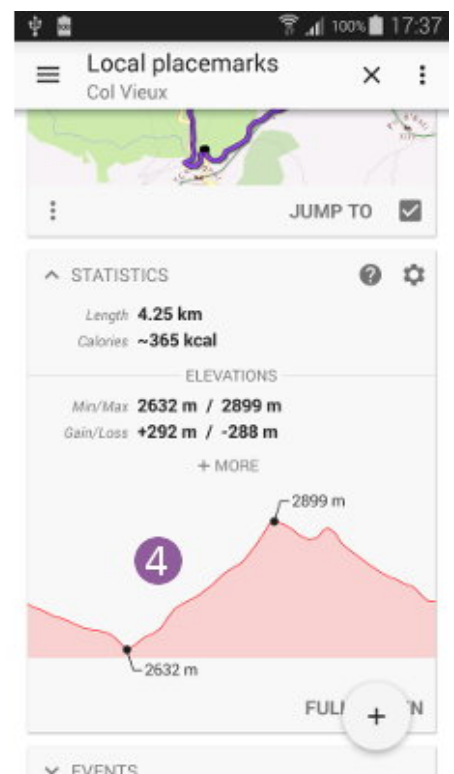 100% 17:37
Local placemarks
Col Vieux
JUMP TO
STATISTICS
Length 4.25 km
Calories ~365 kcal
ELEVATIONS
Min/Max 2632 m / 2899 m
Gain/Loss +292 m / -288 m
+ MORE
2899 m
4
2632 m
+
EVENTS